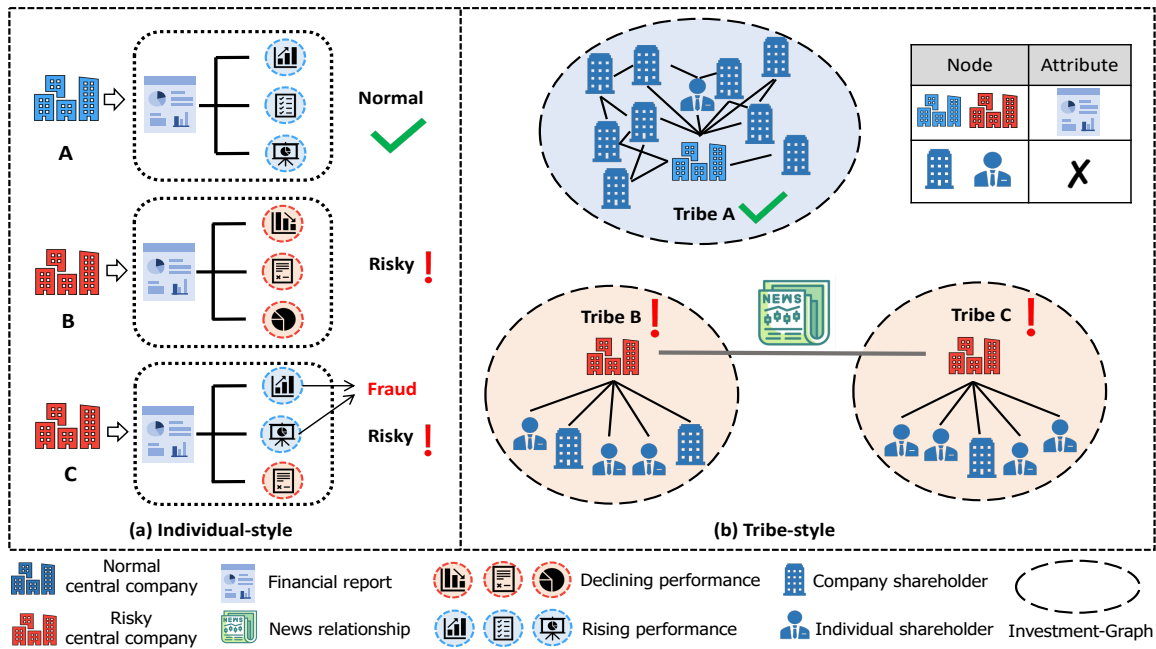 A
Normal
B
Risky
C
Fraud
Risky
(a) Individual-style
Tribe A
Node
Attribute
NEWS
Tribe B
Tribe C
(b) Tribe-style
Normal
central company
Risky
central company
Financial report
News relationship
Declining performance
Rising performance
Company shareholder
Individual shareholder
Investment-Graph